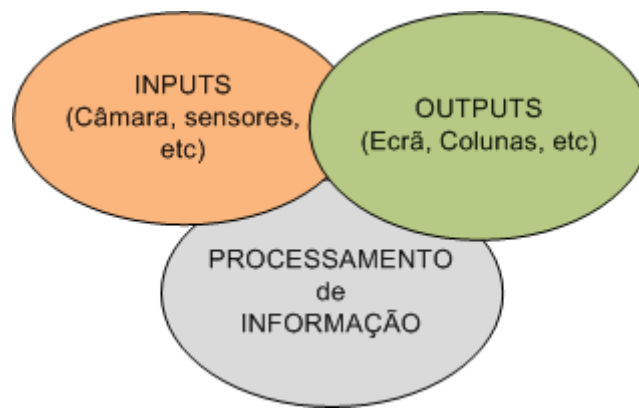 INPUTS
(Câmara, sensores,
etc)
OUTPUTS
(Ecrã, Colunas, etc)
PROCESSAMENTO
de
INFORMAÇÃO